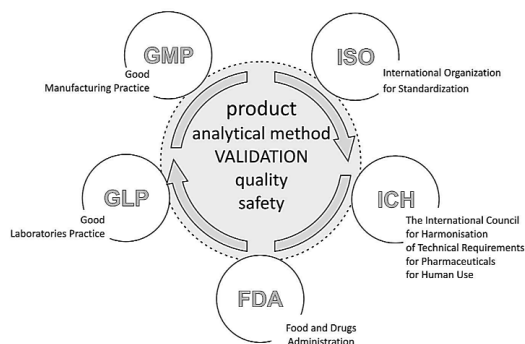 GMP
Good
Manufacturing Practice
ISO
International Organization
for Standardization
product
analytical method
VALIDATION
quality
safety
GLP
Good
Laboratories Practice
ICH
The International Council
for Harmonisation
of Technical Requirements
for Pharmaceuticals
for Human Use
FDA
Food and Drugs
Administration